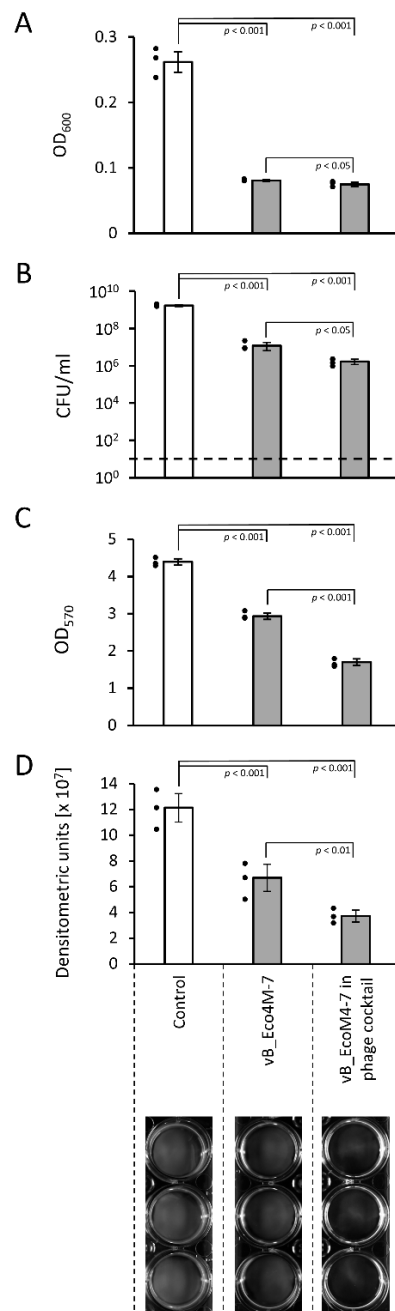 A
p < 0.001
p < 0.001
0.3
0.2
OD600
0.1
p < 0.05
0
B
10^10
p < 0.001
p < 0.001
10^8
p < 0.05
10^6
CFU/ml
10^4
10^2
10^0
C
5
p < 0.001
p < 0.001
4
p < 0.001
3
OD570
2
1
0
D
p < 0.001
p < 0.001
14
12
10
p < 0.01
8
Densitometric units [x 10^7]
6
4
2
0
Control
vB_Eco4M-7
vB_EcoM4-7 in
phage cocktail